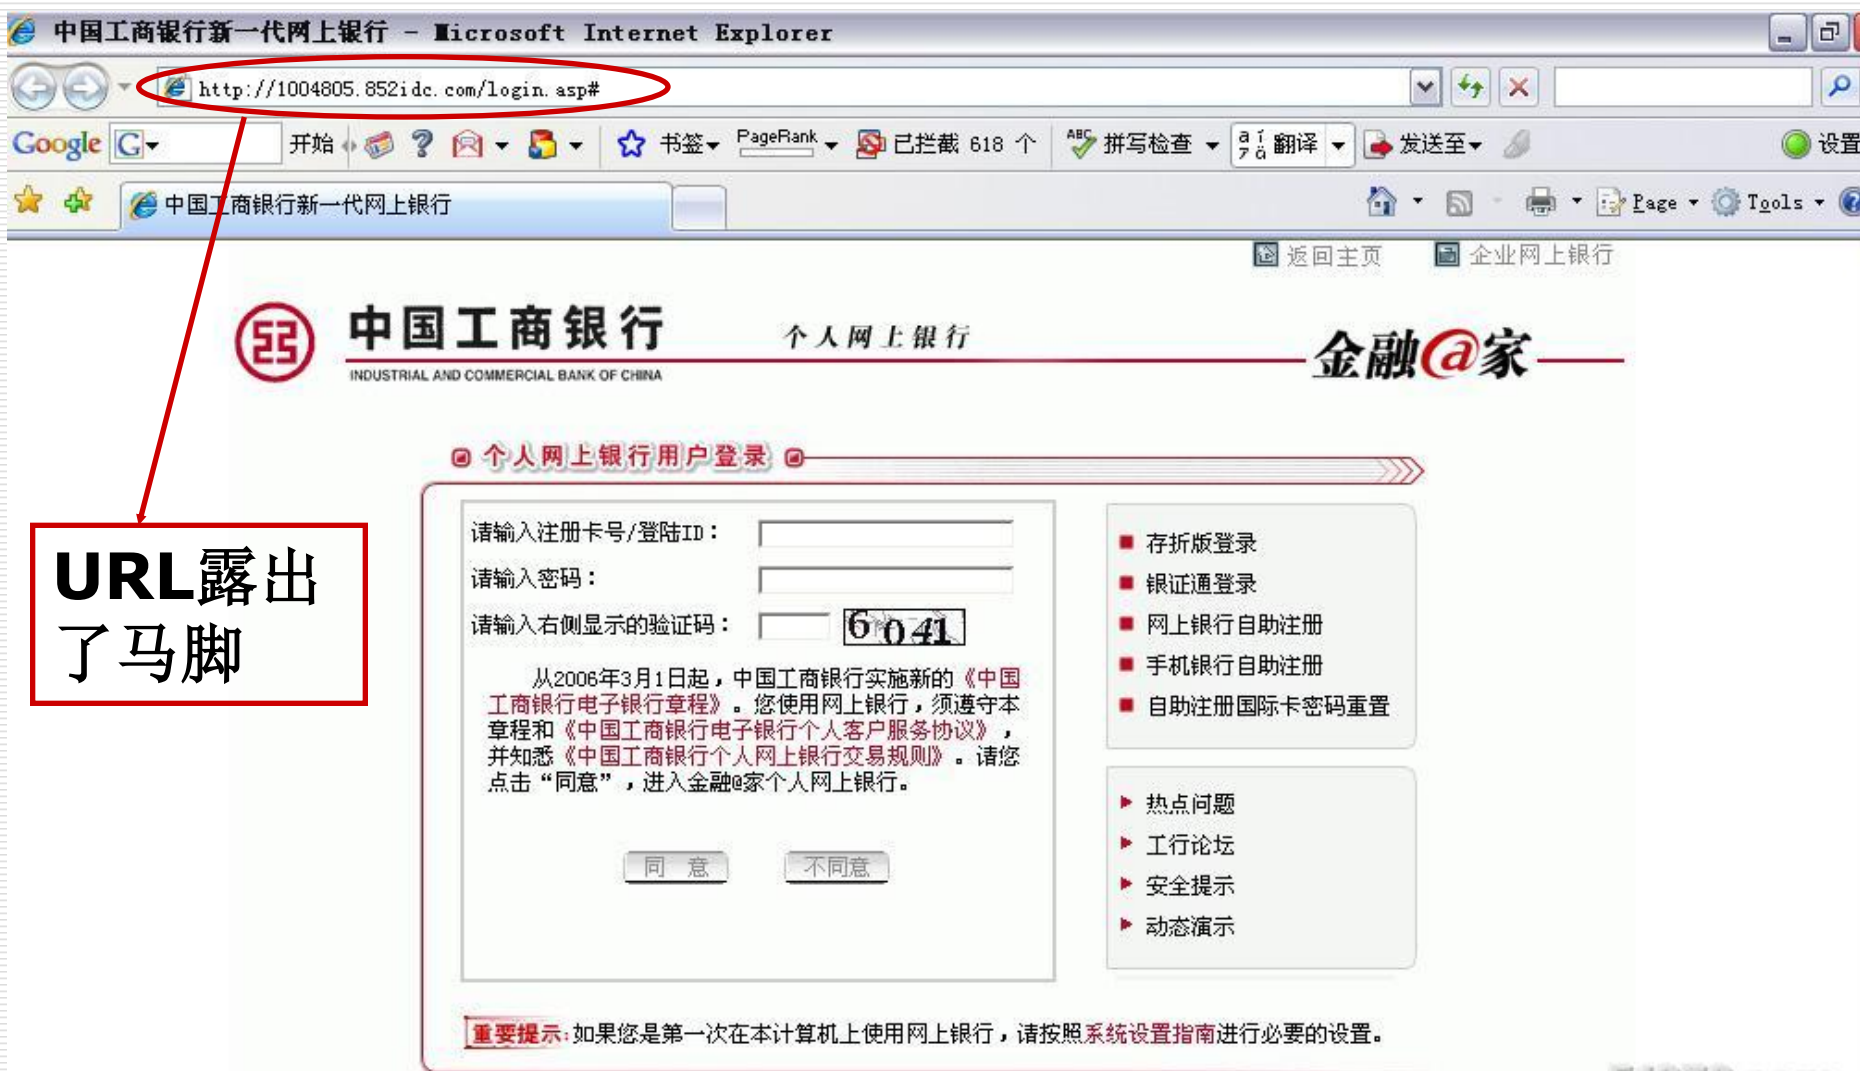 中国工商银行新一代网上银行 - Microsoft Internet Explorer
http://1004805.852idc.com/login.asp#
Google G 开始 书签 PageRank 已拦截 618 个 ABC 拼写检查 翻译 发送至 设置
中国工商银行新一代网上银行 Page Tools
返回主页 企业网上银行
中国工商银行 个人网上银行 金融@家
INDUSTRIAL AND COMMERCIAL BANK OF CHINA
个人网上银行用户登录
请输入注册卡号/登陆ID：
请输入密码：
请输入右侧显示的验证码： 6041
从2006年3月1日起，中国工商银行实施新的《中国
工商银行电子银行章程》。您使用网上银行，须遵守本
章程和《中国工商银行电子银行个人客户服务协议》，
并知悉《中国工商银行个人网上银行交易规则》。请您
点击“同意”，进入金融@家个人网上银行。
同 意 不同意
存折版登录
银证通登录
网上银行自助注册
手机银行自助注册
自助注册国际卡密码重置
热点问题
工行论坛
安全提示
动态演示
重要提示:如果您是第一次在本计算机上使用网上银行，请按照系统设置指南进行必要的设置。
URL露出
了马脚